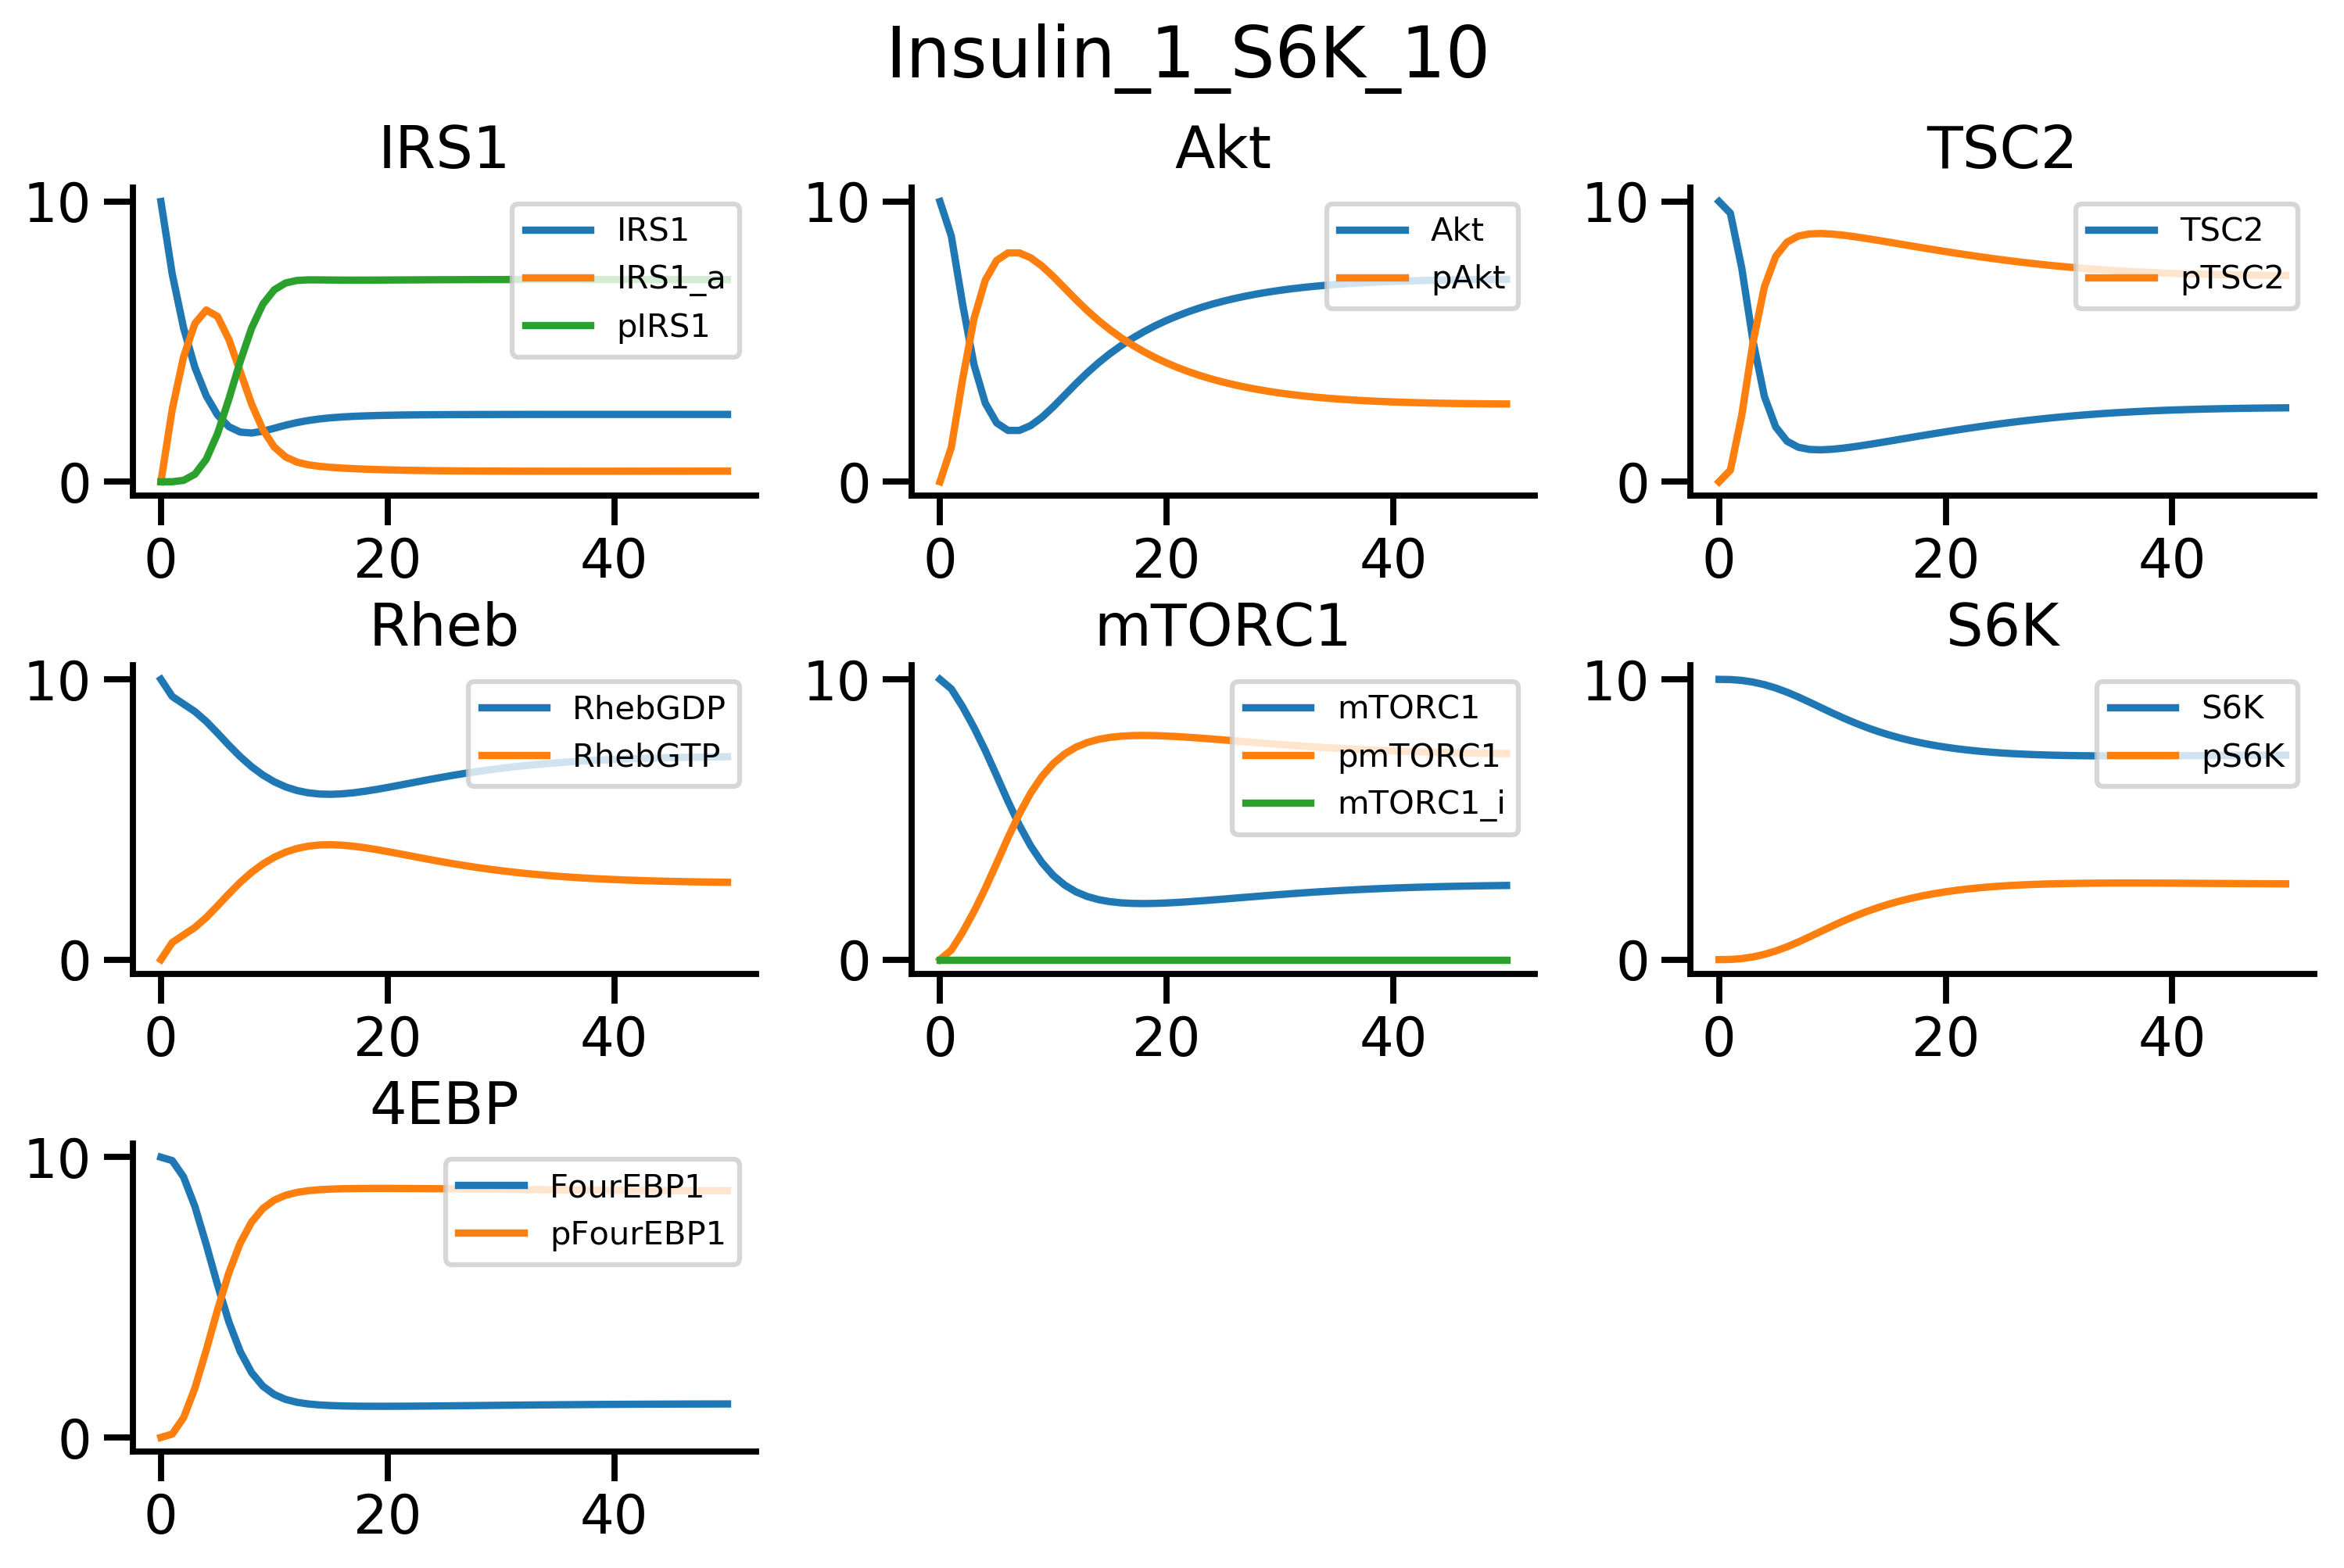 Insulin_1_S6K_10
IRS1
10
0
0
20
40
IRS1
IRS1_a
pIRS1
Akt
10
0
0
20
40
Akt
pAkt
TSC2
10
0
0
20
40
TSC2
pTSC2
Rheb
10
0
0
20
40
RhebGDP
RhebGTP
mTORC1
10
0
0
20
40
mTORC1
pmTORC1
mTORC1_i
S6K
10
0
0
20
40
S6K
pS6K
4EBP
10
0
0
20
40
FourEBP1
pFourEBP1